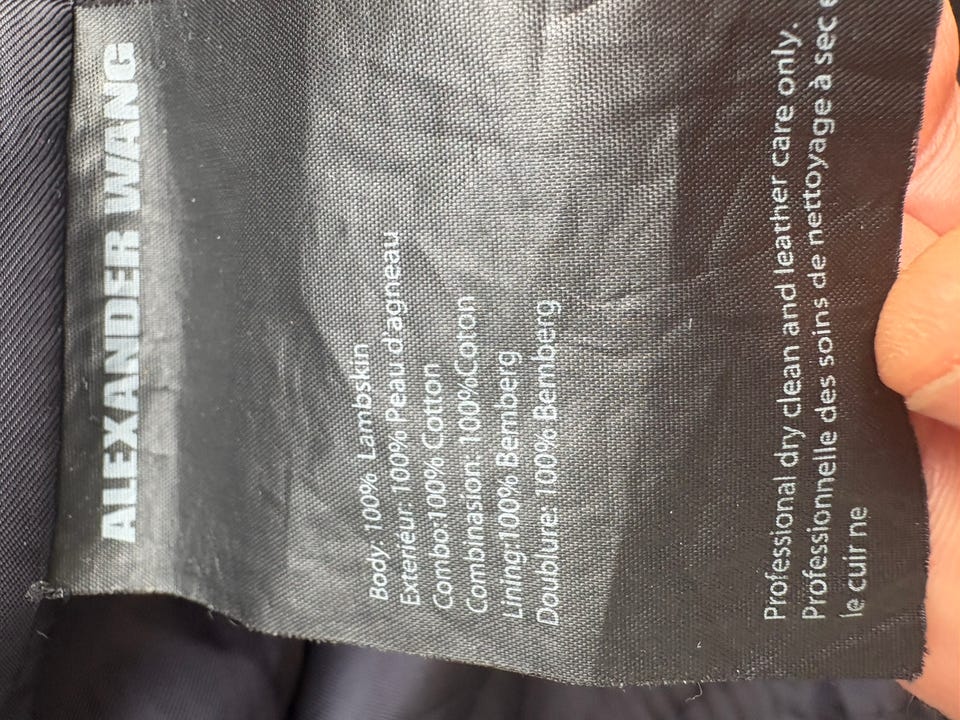 ALEXANDER WANG
Body. 100% Lambskin
Exterieur: 100% Peau d'agneau
Combo:100% Cotton
Combinasion: 100%Coton
Lining:100% Bemberg
Doublure: 100% Bemberg
Professional dry clean and leather care only.
Professionnelle des soins de nettoyage à sec e
le cuir ne